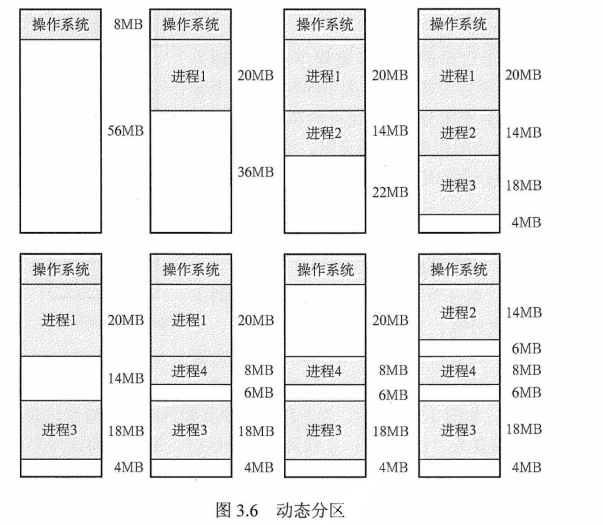 操作系统 8MB 操作系统 操作系统 操作系统
进程1 20MB 进程1 20MB 进程1 20MB
56MB 进程2 14MB 进程2 14MB
36MB 22MB 进程3 18MB
4MB
操作系统 操作系统 操作系统 操作系统
进程1 20MB 进程1 20MB 20MB 进程2 14MB
6MB
14MB 进程4 8MB 进程4 8MB 进程4 8MB
6MB 6MB 6MB
进程3 18MB 进程3 18MB 进程3 18MB 进程3 18MB
4MB 4MB 4MB 4MB
图 3.6 动态分区